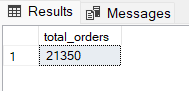 Results Messages
total_orders
1 21350